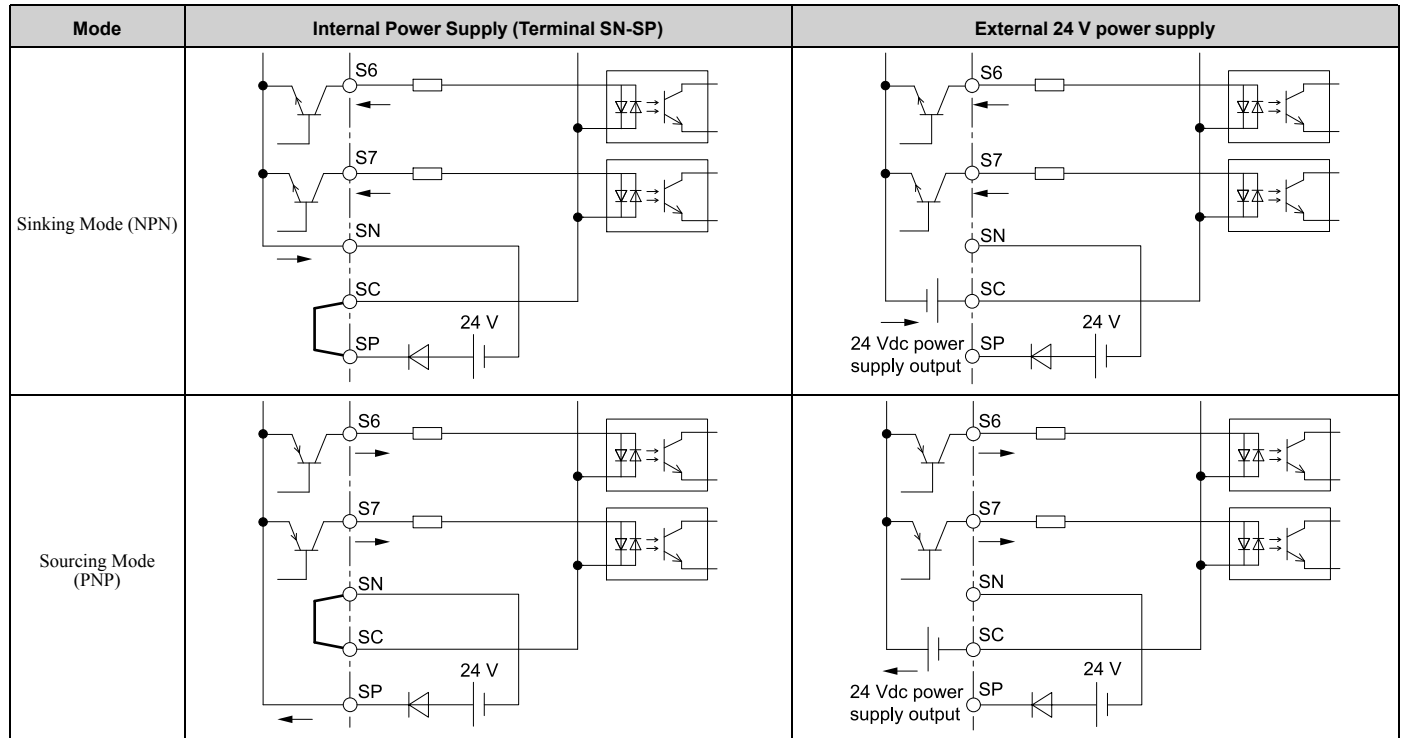 Mode
Internal Power Supply (Terminal SN-SP)
External 24 V power supply
Sinking Mode (NPN)
S6
S7
SN
SC
24 V
SP
S6
S7
SN
SC
24 V
24 Vdc power
supply output
SP
Sourcing Mode
(PNP)
S6
S7
SN
SC
24 V
SP
S6
S7
SN
SC
24 V
24 Vdc power
supply output
SP